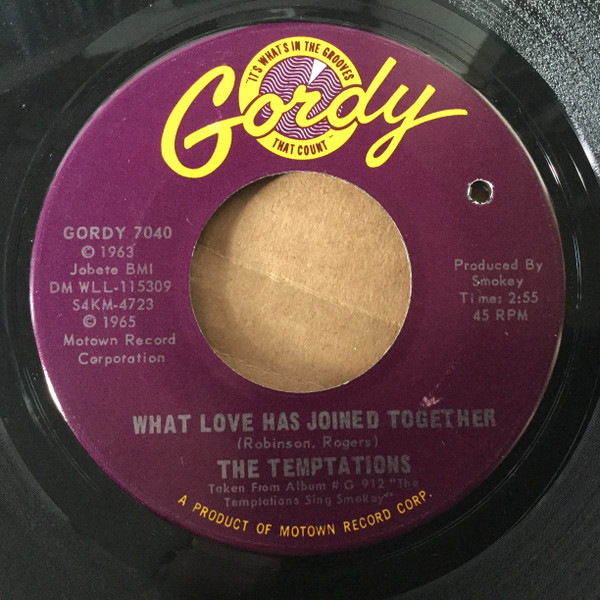 "IT'S WHAT'S IN THE GROOVES
Gordy
THAT COUNT" ™
GORDY 7040
© 1963
Jobete BMI
DM WLL-115309
S4KM-4723
© 1965
Motown Record
Corporation
Produced By
Smokey
Time: 2:55
45 RPM
WHAT LOVE HAS JOINED TOGETHER
(Robinson, Rogers)
THE TEMPTATIONS
Taken From Album # G 912 "The
Temptations Sing Smokey"
A PRODUCT OF MOTOWN RECORD CORP.